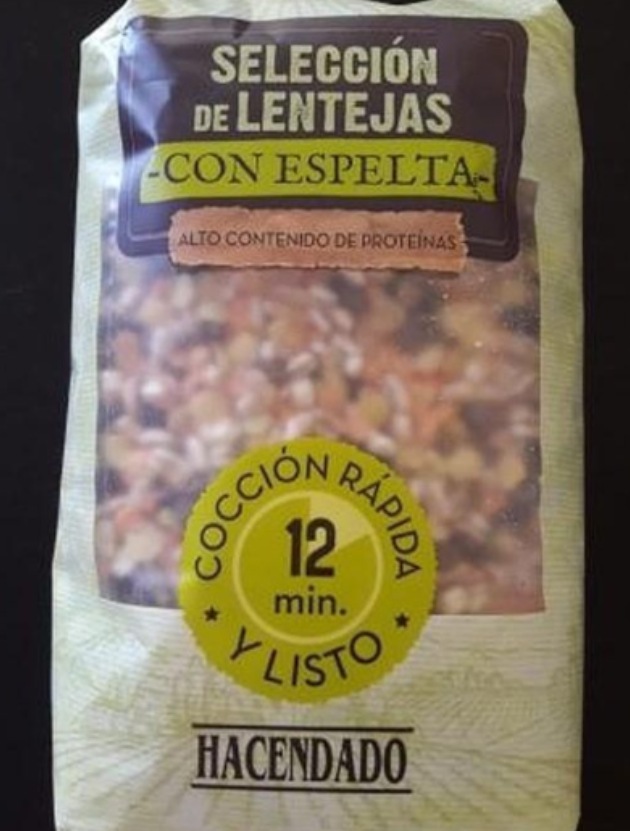 SELECCIÓN
DE LENTEJAS
-CON ESPELTA-
ALTO CONTENIDO DE PROTEÍNAS
COCCIÓN RÁPIDA
12
min.
★ Y LISTO ★
HACENDADO